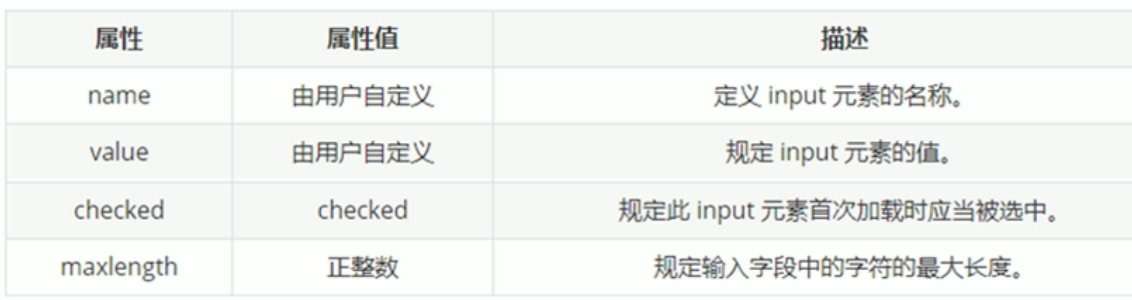 属性 属性值 描述
name 由用户自定义 定义 input 元素的名称。
value 由用户自定义 规定 input 元素的值。
checked checked 规定此 input 元素首次加载时应当被选中。
maxlength 正整数 规定输入字段中的字符的最大长度。